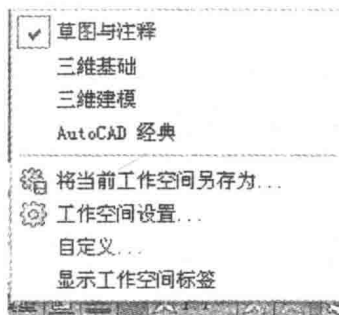 草图与注释
三维基础
三维建模
AutoCAD 经典
将当前工作空间另存为...
工作空间设置...
自定义...
显示工作空间标签